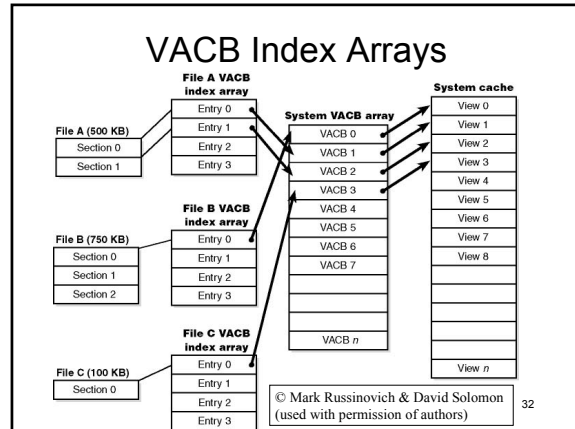 VACB Index Arrays
File A VACB
index array
Entry 0
Entry 1
Entry 2
Entry 3
File A (500 KB)
Section 0
Section 1
File B VACB
index array
Entry 0
Entry 1
Entry 2
Entry 3
File B (750 KB)
Section 0
Section 1
Section 2
File C VACB
index array
Entry 0
Entry 1
Entry 2
Entry 3
File C (100 KB)
Section 0
System VACB array
VACB 0
VACB 1
VACB 2
VACB 3
VACB 4
VACB 5
VACB 6
VACB 7
VACB n
System cache
View 0
View 1
View 2
View 3
View 4
View 5
View 6
View 7
View 8
View n
© Mark Russinovich & David Solomon
(used with permission of authors)
32